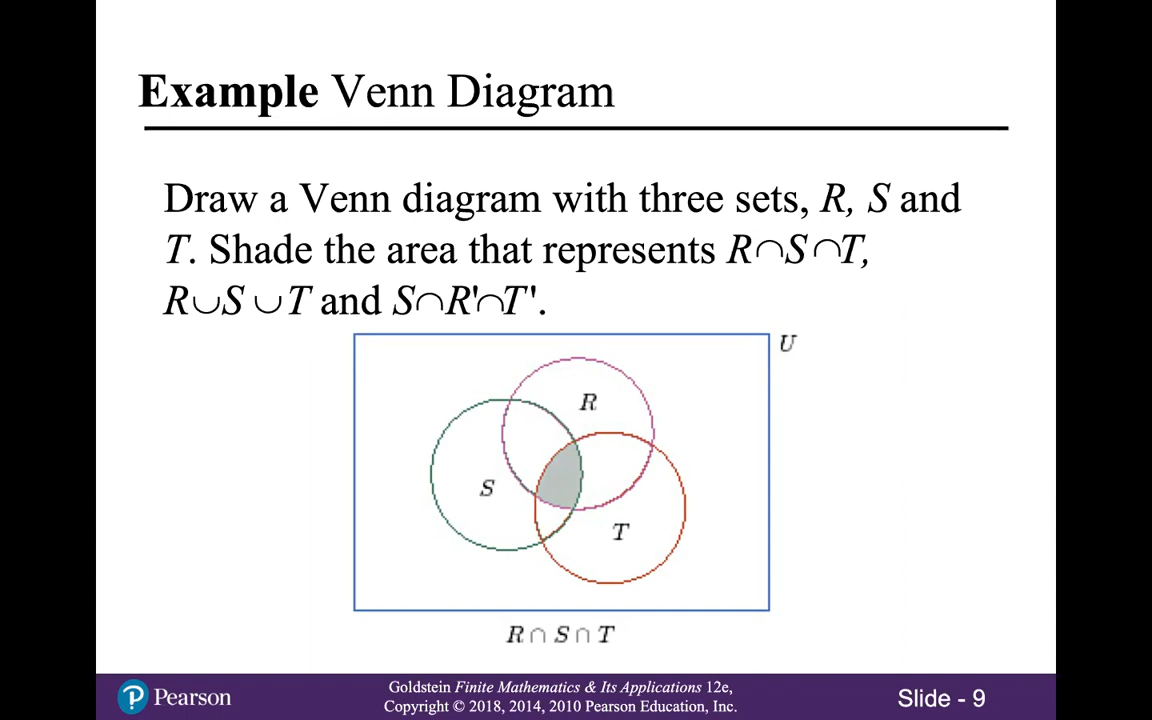 Example Venn Diagram
Draw a Venn diagram with three sets, R, S and
T. Shade the area that represents R∩S∩T,
R∪S ∪T and S∩R'∩T'.
U
R
S
T
R ∩ S ∩ T
Pearson
Goldstein Finite Mathematics & Its Applications 12e,
Copyright © 2018, 2014, 2010 Pearson Education, Inc.
Slide - 9